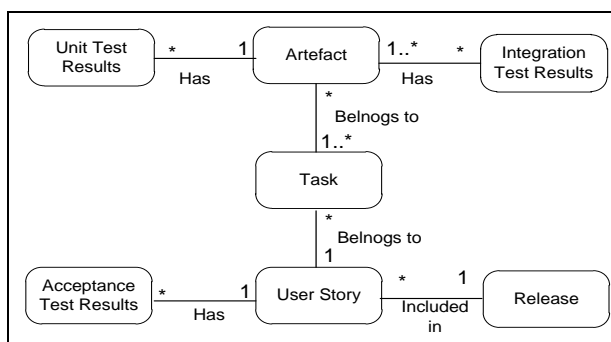 Unit Test
Results
*
1
Has
Artefact
1..*
*
Has
Integration
Test Results
*
Belnogs to
1..*
Task
*
Belnogs to
1
Acceptance
Test Results
*
1
Has
User Story
*
1
Included
in
Release